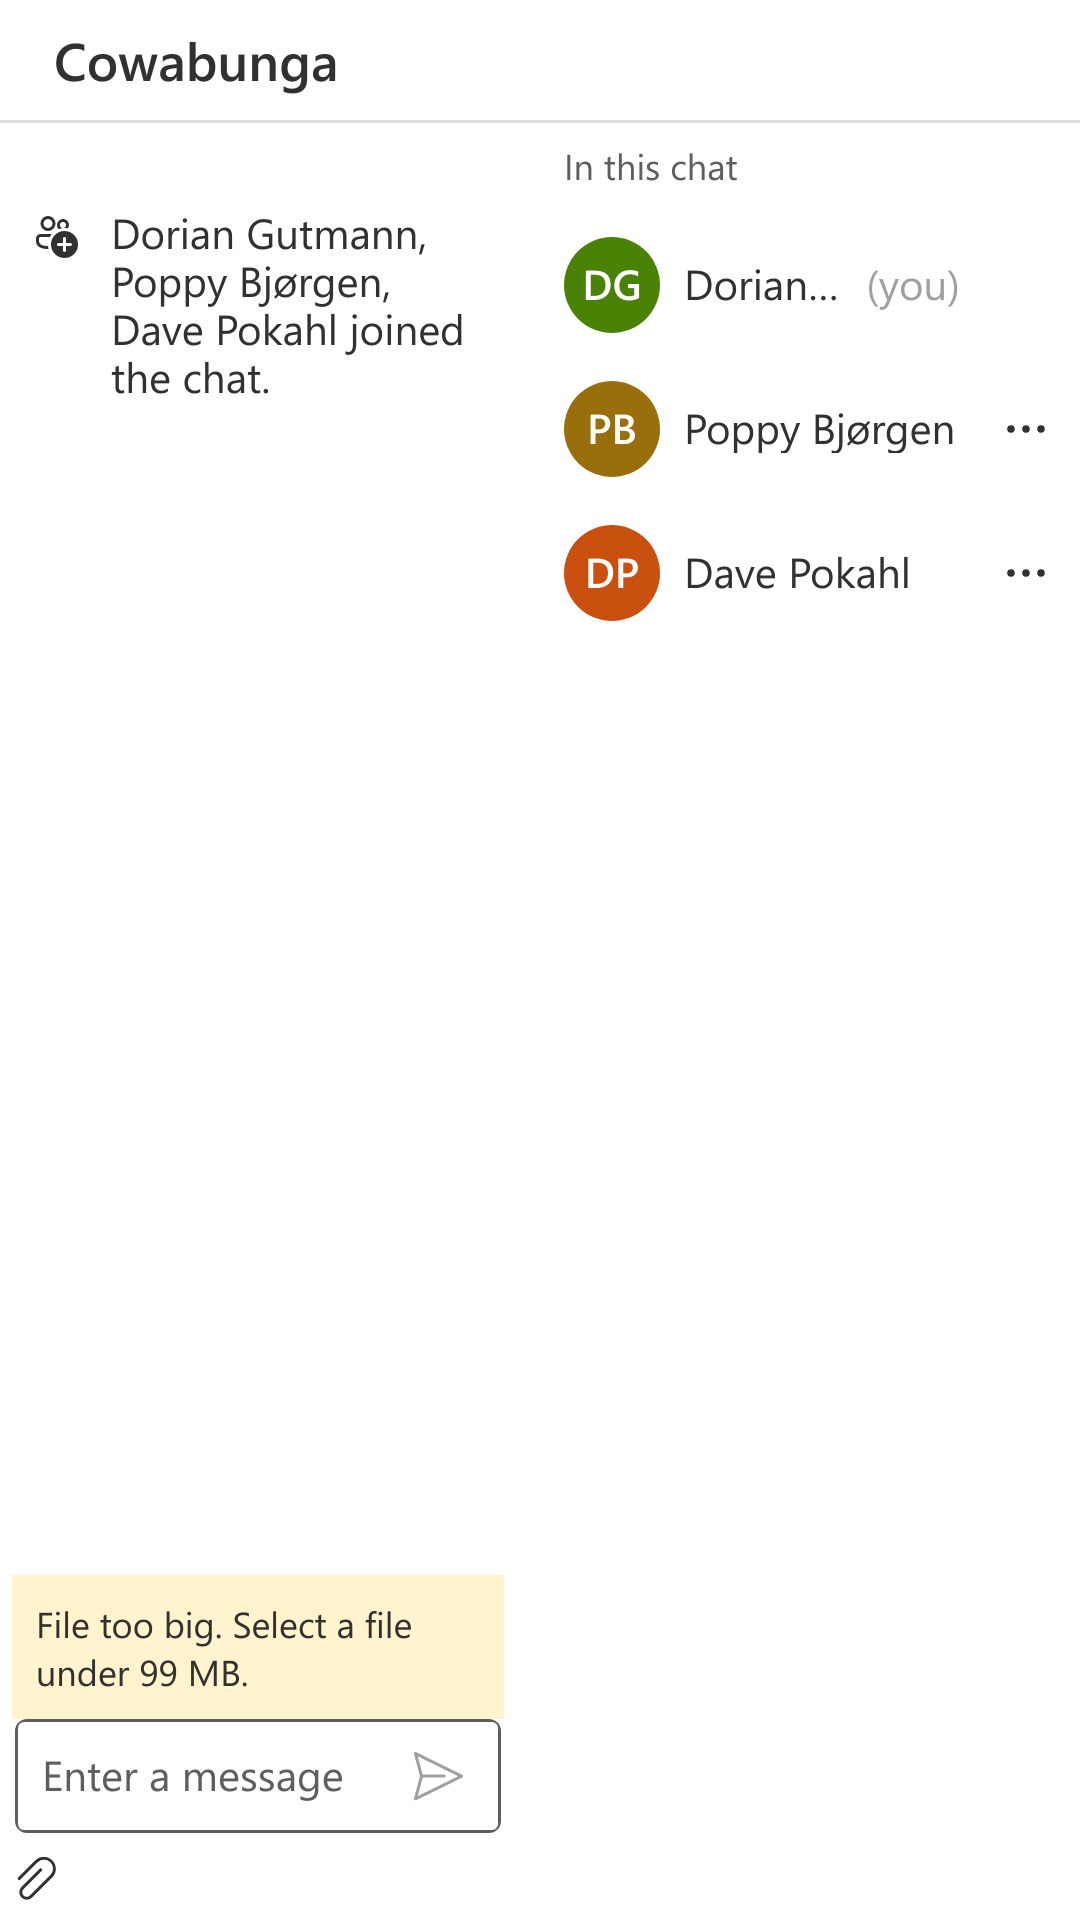 Cowabunga
In this chat
Dorian Gutmann,
Poppy Bjørgen,
Dave Pokahl joined
the chat.
DG
Dorian... (you)
PB
Poppy Bjørgen
DP
Dave Pokahl
File too big. Select a file
under 99 MB.
Enter a message